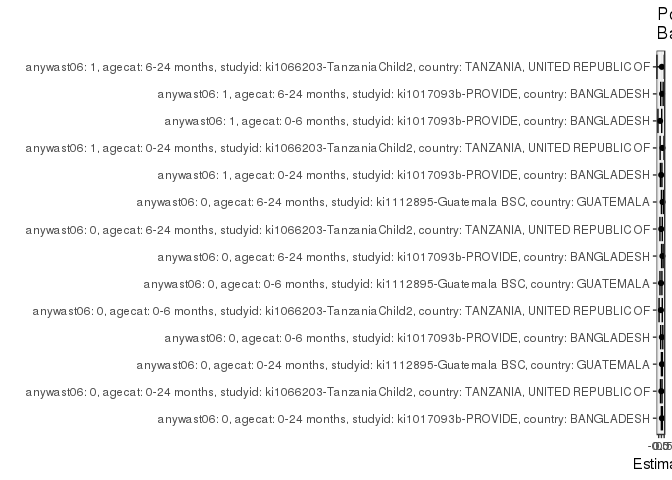 Po
Ba
anywast06: 1, agecat: 6-24 months, studyid: ki1066203-TanzaniaChild2, country: TANZANIA, UNITED REPUBLIC OF
anywast06: 1, agecat: 6-24 months, studyid: ki1017093b-PROVIDE, country: BANGLADESH
anywast06: 1, agecat: 0-6 months, studyid: ki1017093b-PROVIDE, country: BANGLADESH
anywast06: 1, agecat: 0-24 months, studyid: ki1066203-TanzaniaChild2, country: TANZANIA, UNITED REPUBLIC OF
anywast06: 1, agecat: 0-24 months, studyid: ki1017093b-PROVIDE, country: BANGLADESH
anywast06: 0, agecat: 6-24 months, studyid: ki1112895-Guatemala BSC, country: GUATEMALA
anywast06: 0, agecat: 6-24 months, studyid: ki1066203-TanzaniaChild2, country: TANZANIA, UNITED REPUBLIC OF
anywast06: 0, agecat: 6-24 months, studyid: ki1017093b-PROVIDE, country: BANGLADESH
anywast06: 0, agecat: 0-6 months, studyid: ki1112895-Guatemala BSC, country: GUATEMALA
anywast06: 0, agecat: 0-6 months, studyid: ki1066203-TanzaniaChild2, country: TANZANIA, UNITED REPUBLIC OF
anywast06: 0, agecat: 0-6 months, studyid: ki1017093b-PROVIDE, country: BANGLADESH
anywast06: 0, agecat: 0-24 months, studyid: ki1112895-Guatemala BSC, country: GUATEMALA
anywast06: 0, agecat: 0-24 months, studyid: ki1066203-TanzaniaChild2, country: TANZANIA, UNITED REPUBLIC OF
anywast06: 0, agecat: 0-24 months, studyid: ki1017093b-PROVIDE, country: BANGLADESH
Estima